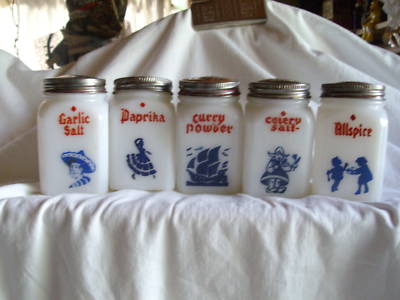 Garlic
Salt
Paprika
Curry
Powder
Celery
Salt
Allspice